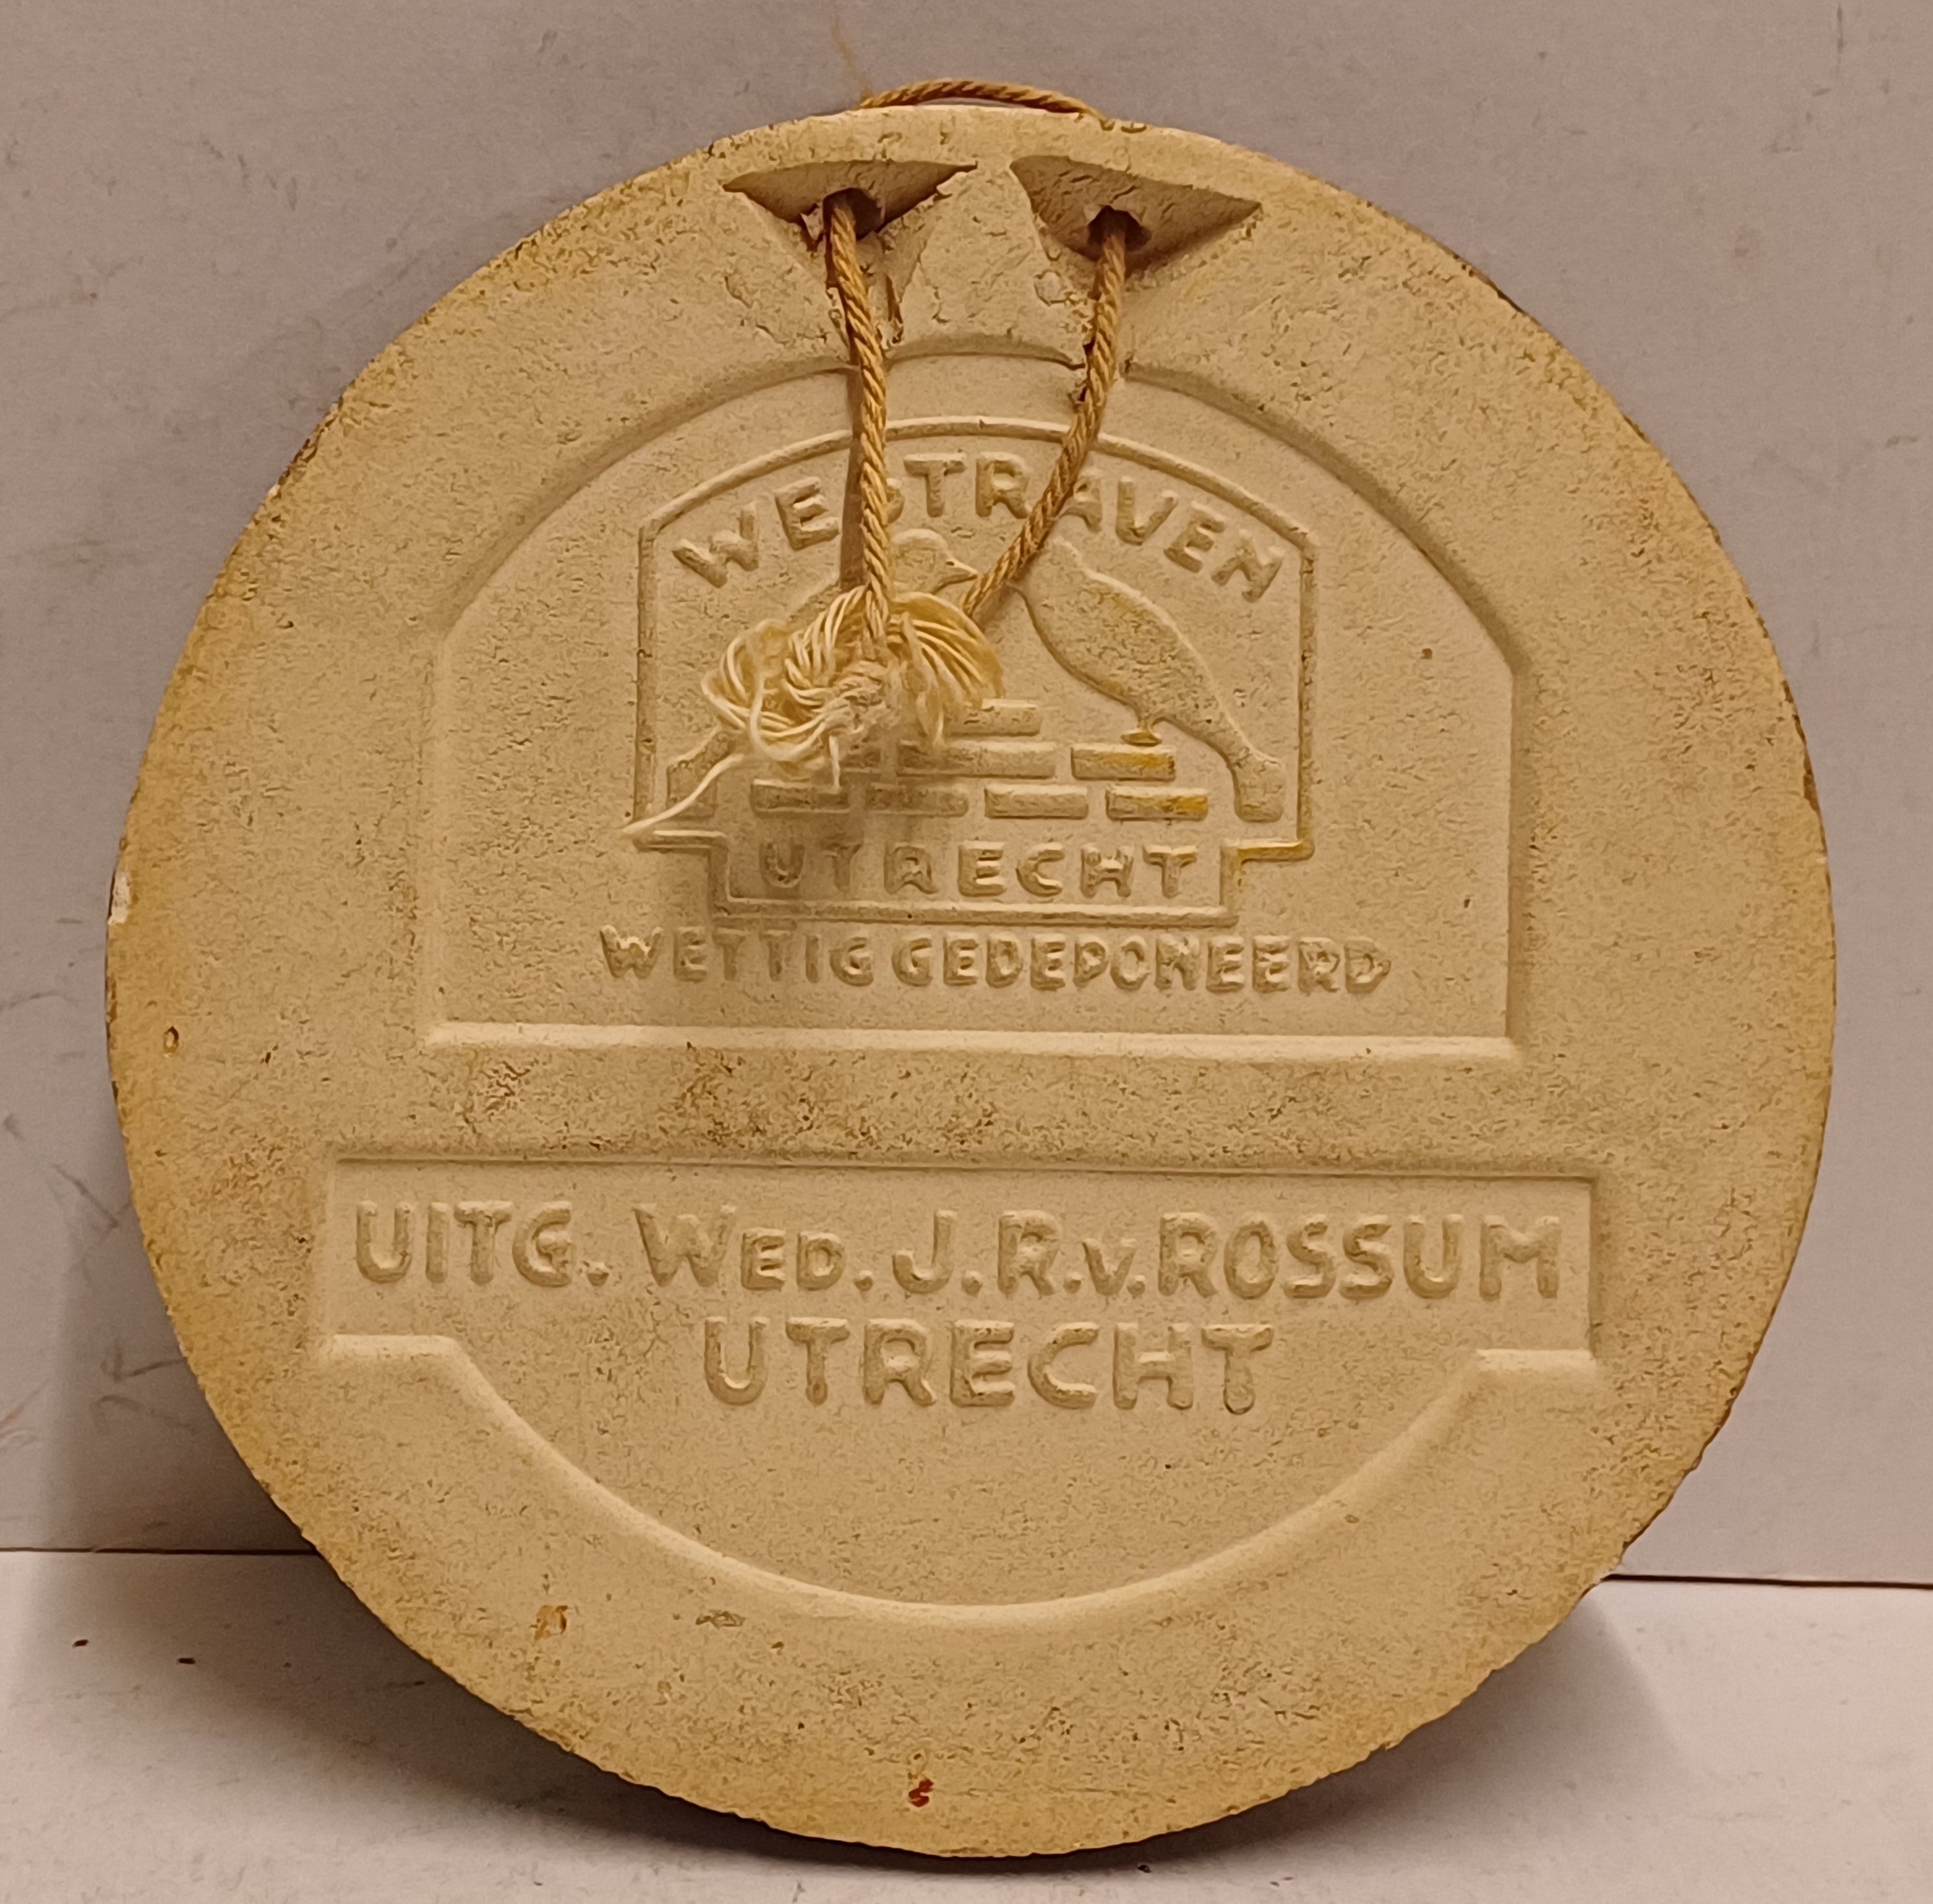 WESTRAVEN
UTRECHT
WETTIG GEDEPONEERD
UITG. WED. J. R. v. ROSSUM
UTRECHT